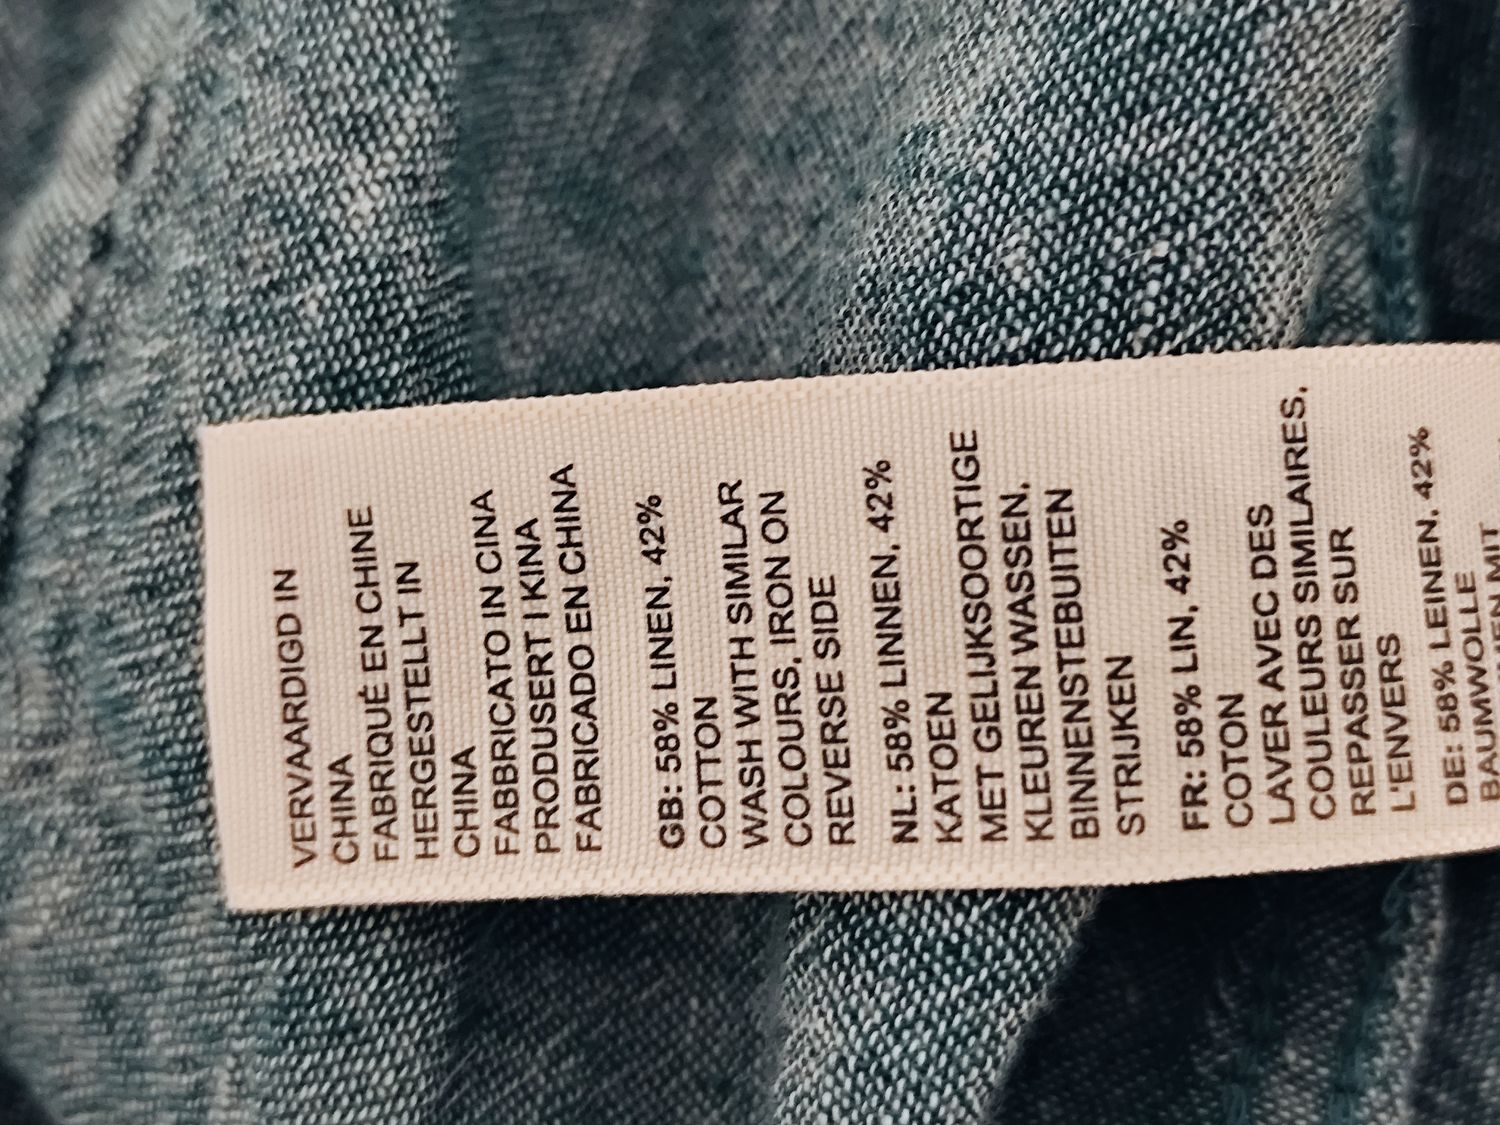 VERVAARDIGD IN
CHINA
FABRIQUÉ EN CHINE
HERGESTELLT IN
CHINA
FABBRICATO IN CINA
PRODUSERT I KINA
FABRICADO EN CHINA
GB: 58% LINEN, 42%
COTTON
WASH WITH SIMILAR
COLOURS, IRON ON
REVERSE SIDE
NL: 58% LINNEN, 42%
KATOEN
MET GELIJKSOORTIGE
KLEUREN WASSEN,
BINNENSTEBUITEN
STRIJKEN
FR: 58% LIN, 42%
COTON
LAVER AVEC DES
COULEURS SIMILAIRES,
REPASSER SUR
L'ENVERS
DE: 58% LEINEN, 42%
BAUMWOLLE
MIT